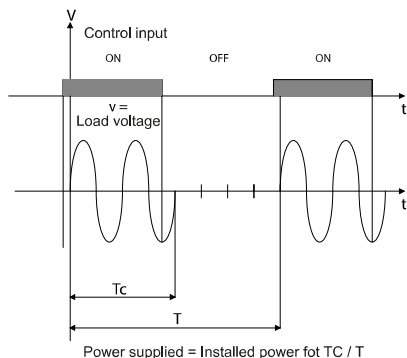 V
Control input
ON OFF ON
t
v =
Load voltage
t
Tc
T
Power supplied = Installed power fot TC / T